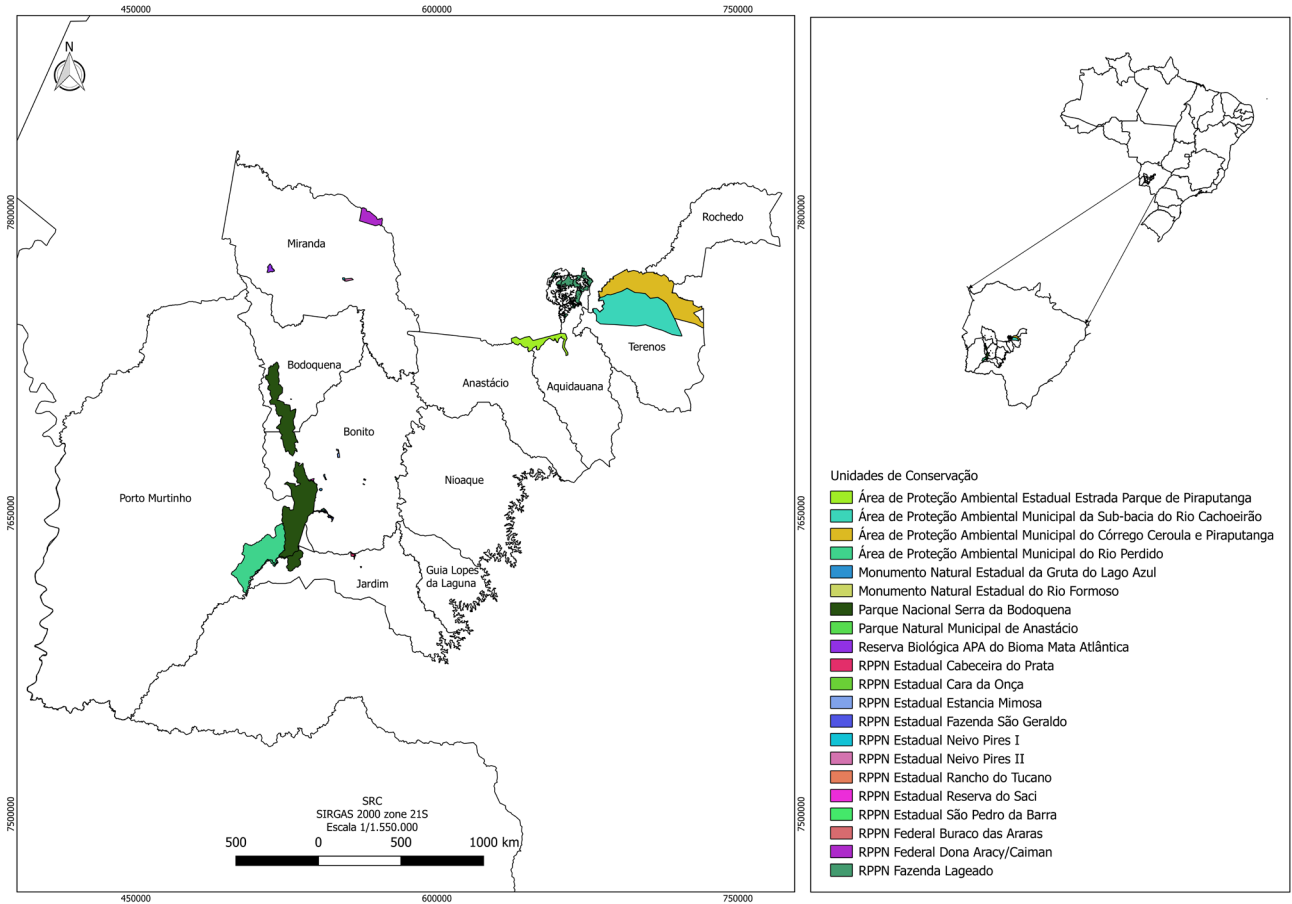 450000
600000
750000
N
7800000
7800000
Rochedo
Miranda
Terenos
Bodoquena
Anastácio
Aquidauana
Bonito
Nioaque
Porto Murtinho
7650000
7650000
Guia Lopes
da Laguna
Jardim
SRC
SIRGAS 2000 zone 21S
Escala 1/1.550.000
500
0
500
1000 km
7500000
7500000
450000
600000
750000
Unidades de Conservação
Área de Proteção Ambiental Estadual Estrada Parque de Piraputanga
Área de Proteção Ambiental Municipal da Sub-bacia do Rio Cachoeirão
Área de Proteção Ambiental Municipal do Córrego Ceroula e Piraputanga
Área de Proteção Ambiental Municipal do Rio Perdido
Monumento Natural Estadual da Gruta do Lago Azul
Monumento Natural Estadual do Rio Formoso
Parque Nacional Serra da Bodoquena
Parque Natural Municipal de Anastácio
Reserva Biológica APA do Bioma Mata Atlântica
RPPN Estadual Cabeceira do Prata
RPPN Estadual Cara da Onça
RPPN Estadual Estancia Mimosa
RPPN Estadual Fazenda São Geraldo
RPPN Estadual Neivo Pires I
RPPN Estadual Neivo Pires II
RPPN Estadual Rancho do Tucano
RPPN Estadual Reserva do Saci
RPPN Estadual São Pedro da Barra
RPPN Federal Buraco das Araras
RPPN Federal Dona Aracy/Caiman
RPPN Fazenda Lageado